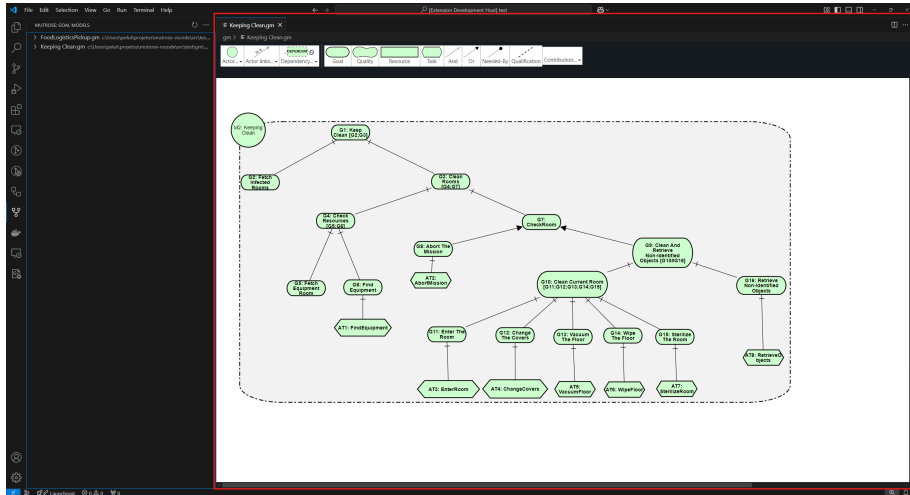 File Edit Selection View Go Run Terminal Help
[Extension Development Host] test
MUTROSE: GOAL MODELS
FoodLogisticsPickup.gm
Keeping Clean.gm
Keeping Clean.gm
gm > Keeping Clean.gm
Actor...
Actor links...
Dependency...
Goal
Quality
Resource
Task
And
Or
Needed-By
Qualification
Contribution...
M2: Keeping
Clean
G1: Keep
Clean [G2;G3]
G2: Fetch
Infected
Rooms
G3: Clean
Rooms
[G4;G7]
G4: Check
Resources
[G5;G6]
G7:
CheckRoom
G8: Abort The
Mission
G9: Clean And
Retrieve
Non-Identified
Objects [G10#G16]
AT2:
AbortMission
G5: Fetch
Equipment
Room
G6: Find
Equipment
G10: Clean Current Room
[G11;G12;G13;G14;G15]
G16: Retrieve
Non-Identified
Objects
AT1: FindEquipment
G11: Enter The
Room
G12: Change
The Covers
G13: Vacuum
The Floor
G14: Wipe
The Floor
G15: Sterilize
The Room
AT8: RetrieveO
bjects
AT3: EnterRoom
AT4: ChangeCovers
AT5:
VacuumFloor
AT6: WipeFloor
AT7:
SterilizeRoom
Launchpad 0 0 0